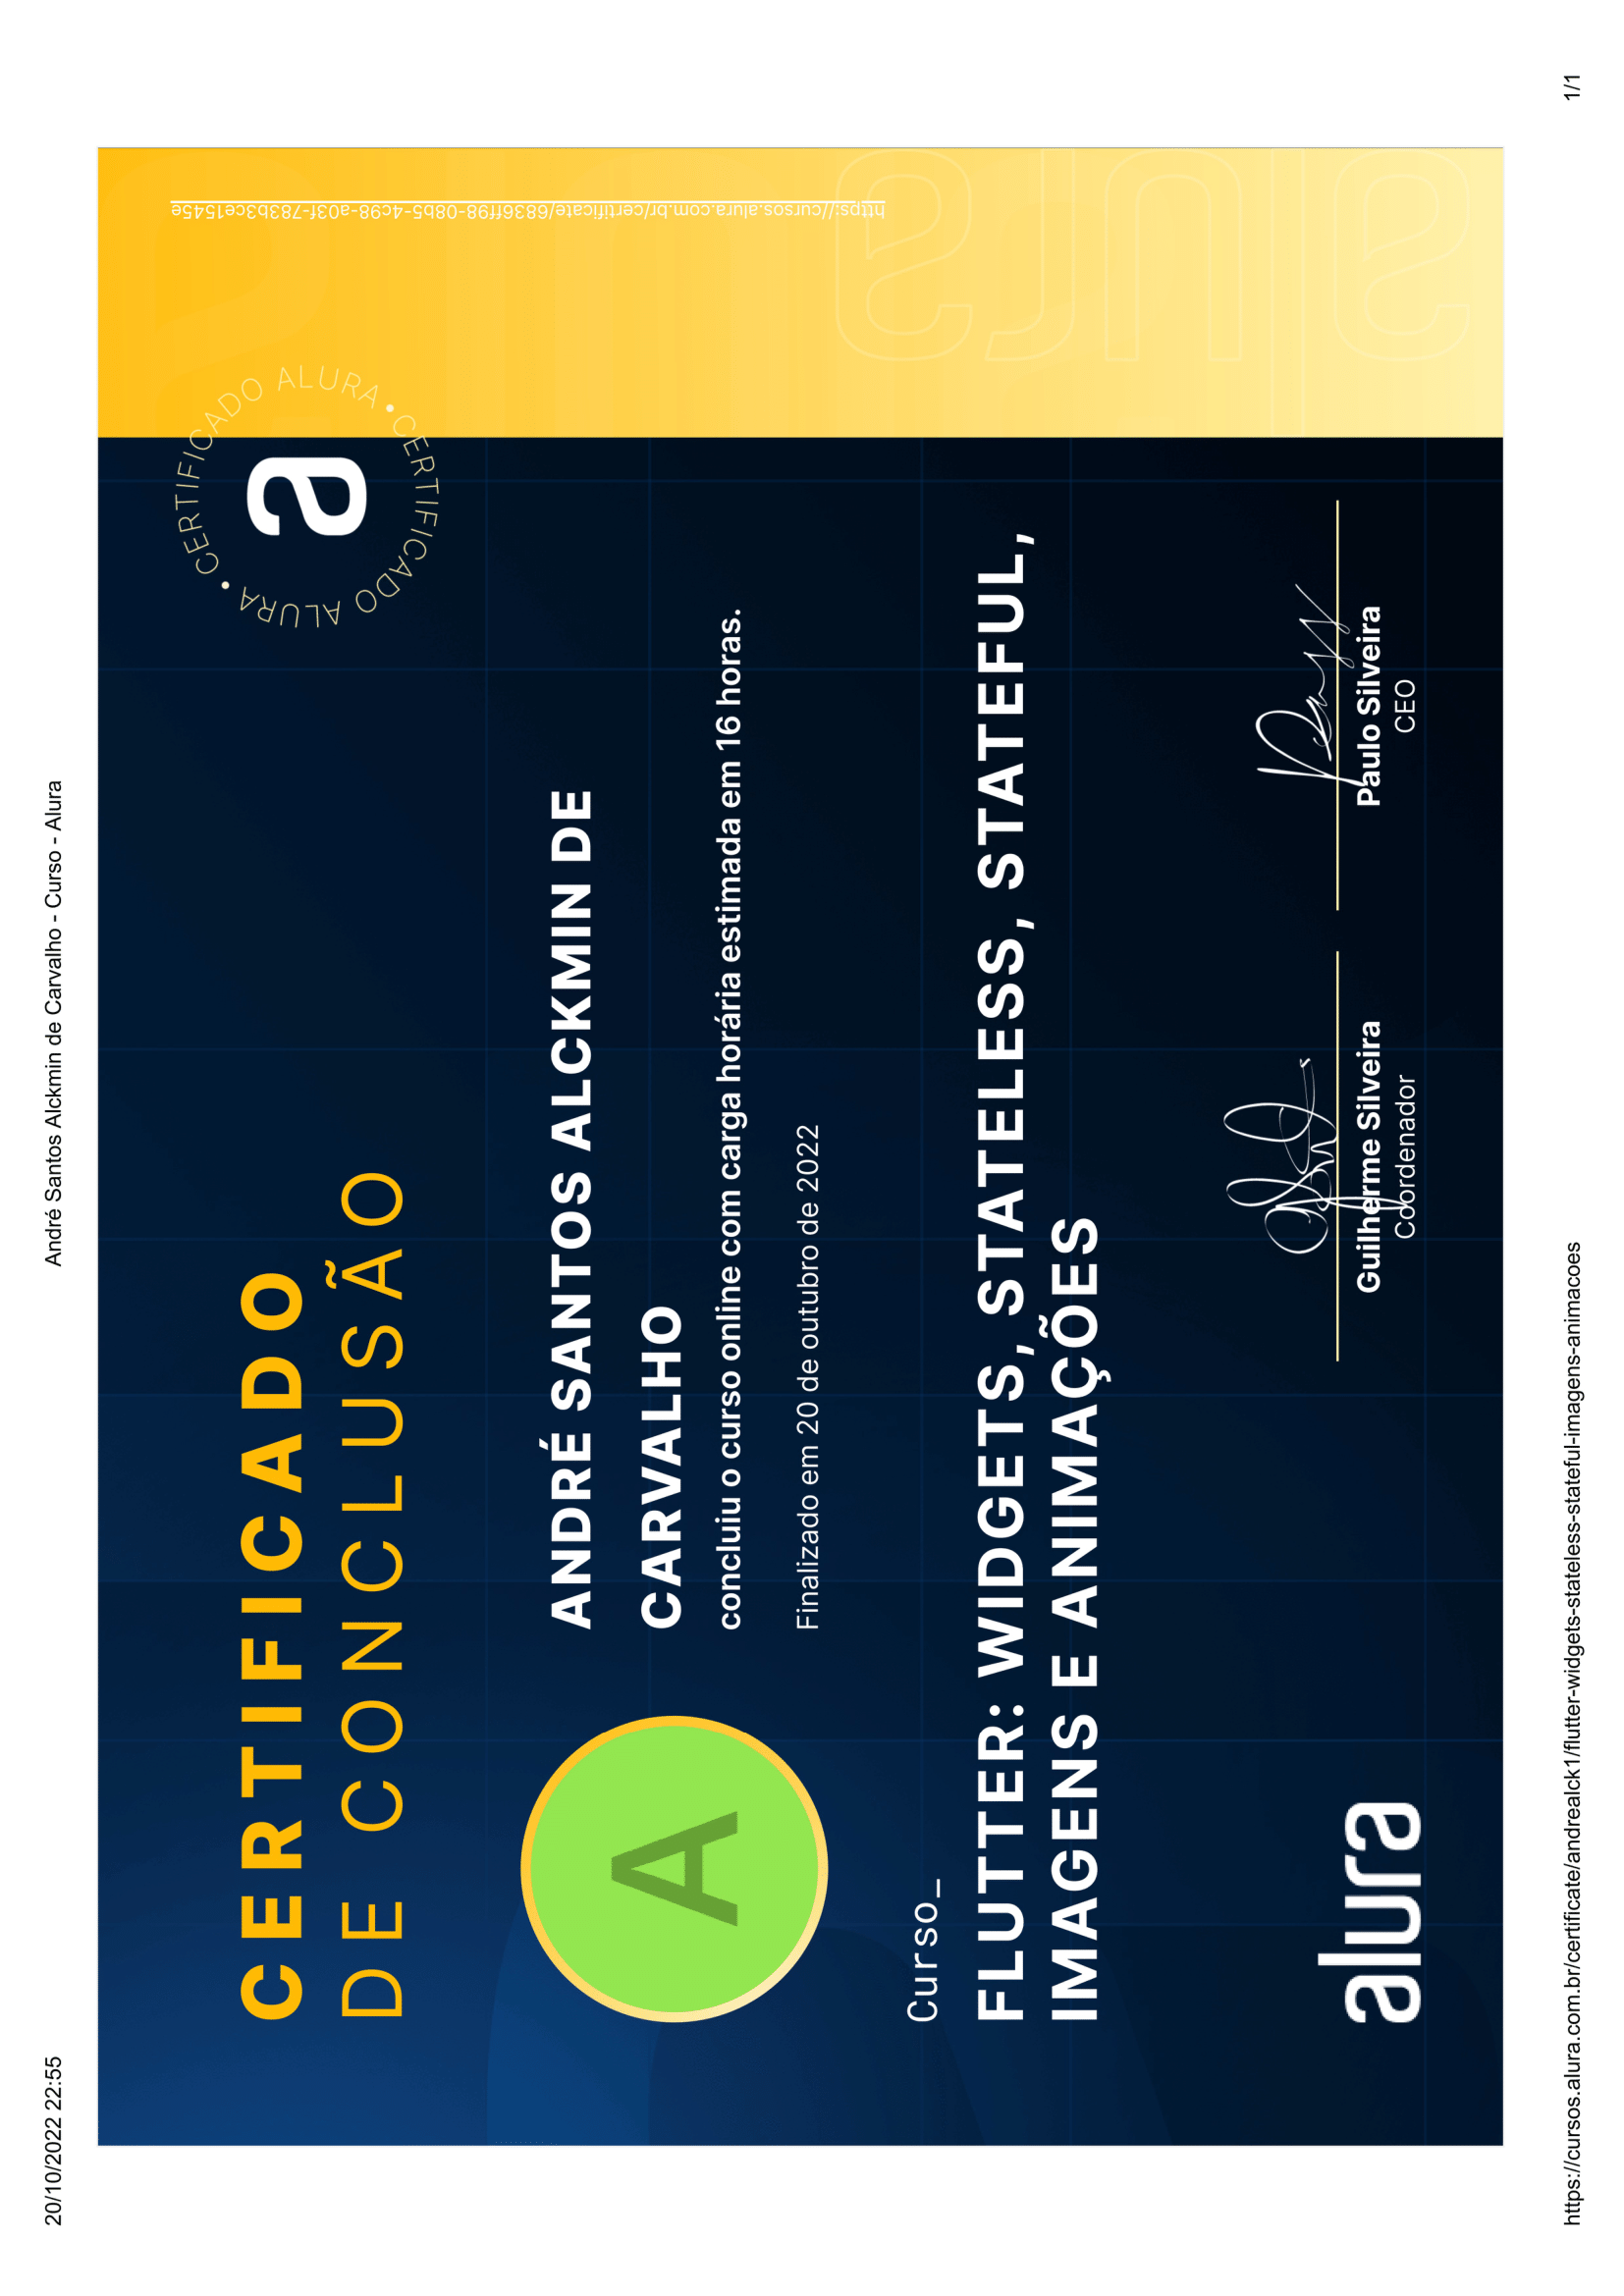 20/10/2022 22:55
André Santos Alckmin de Carvalho - Curso - Alura
CERTIFICADO
DE CONCLUSÃO
CERTIFICADO ALURA • CERTIFICADO ALURA •
a
https://cursos.alura.com.br/certificate/6836ff98-08b5-4c98-a03f-783b3ce1545e
A
ANDRÉ SANTOS ALCKMIN DE
CARVALHO
concluiu o curso online com carga horária estimada em 16 horas.
Finalizado em 20 de outubro de 2022
Curso_
FLUTTER: WIDGETS, STATELESS, STATEFUL,
IMAGENS E ANIMAÇÕES
alura
Guilherme Silveira
Coordenador
Paulo Silveira
CEO
alura
https://cursos.alura.com.br/certificate/andrealck1/flutter-widgets-stateless-stateful-imagens-animacoes
1/1